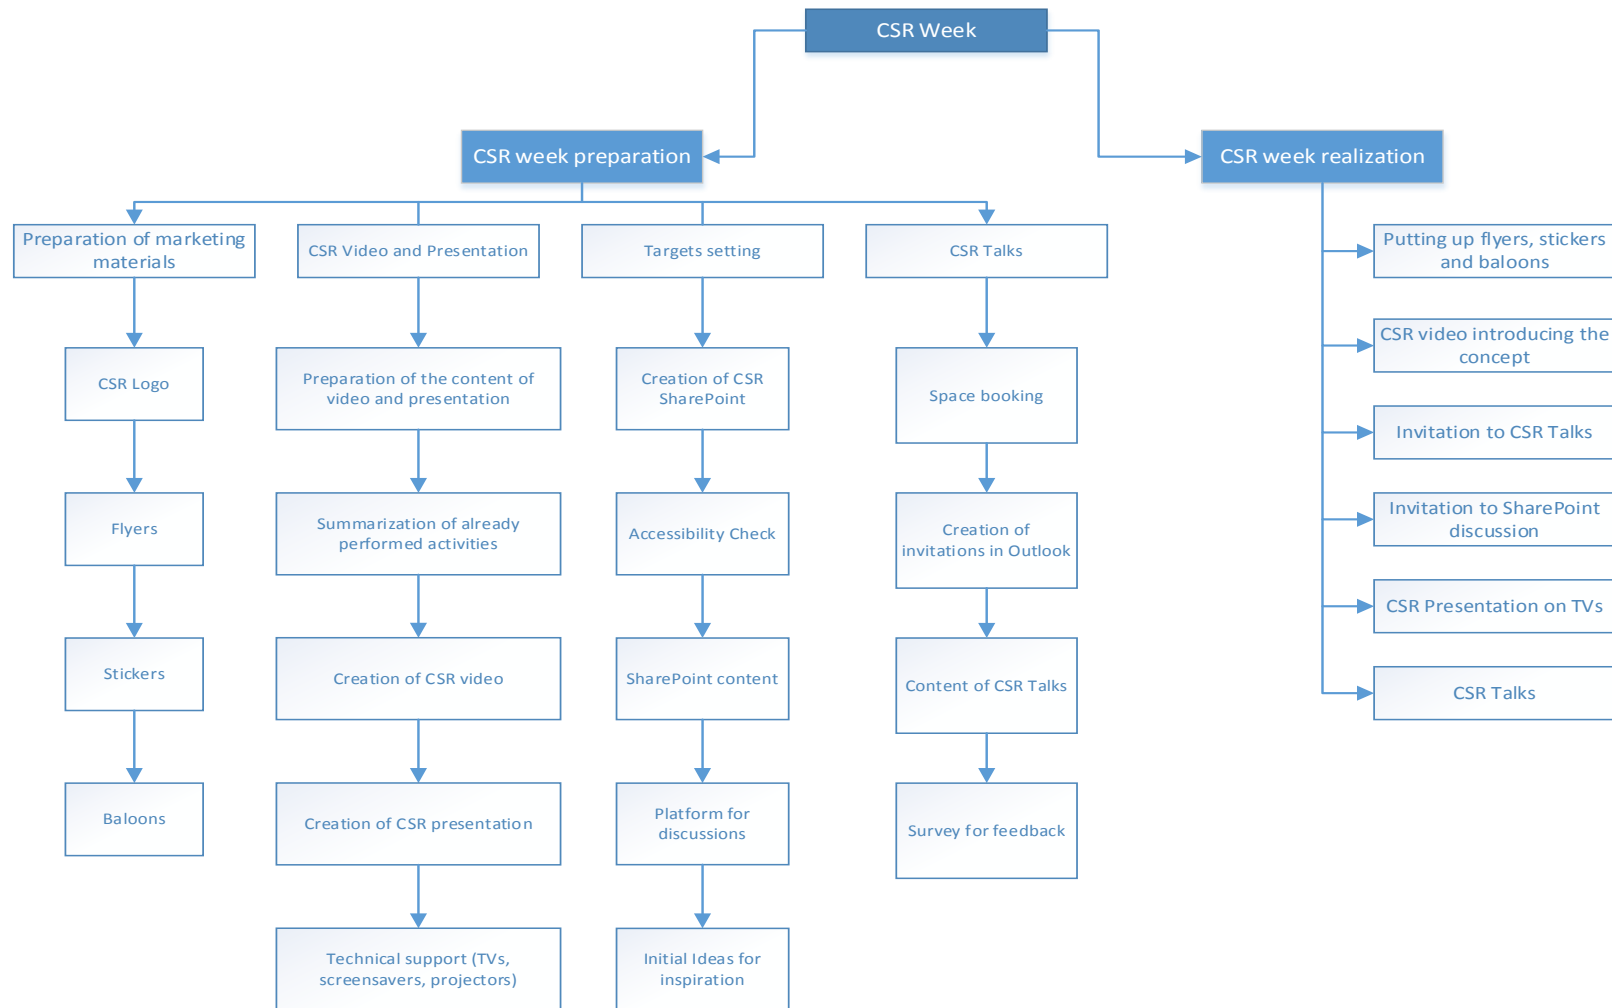 CSR Week
CSR week preparation
CSR week realization
Preparation of marketing
materials
CSR Video and Presentation
Targets setting
CSR Talks
CSR Logo
Flyers
Stickers
Baloons
Preparation of the content of
video and presentation
Summarization of already
performed activities
Creation of CSR video
Creation of CSR presentation
Technical support (TVs,
screensavers, projectors)
Creation of CSR
SharePoint
Accessibility Check
SharePoint content
Platform for
discussions
Initial Ideas for
inspiration
Space booking
Creation of
invitations in Outlook
Content of CSR Talks
Survey for feedback
Putting up flyers, stickers
and baloons
CSR video introducing the
concept
Invitation to CSR Talks
Invitation to SharePoint
discussion
CSR Presentation on TVs
CSR Talks